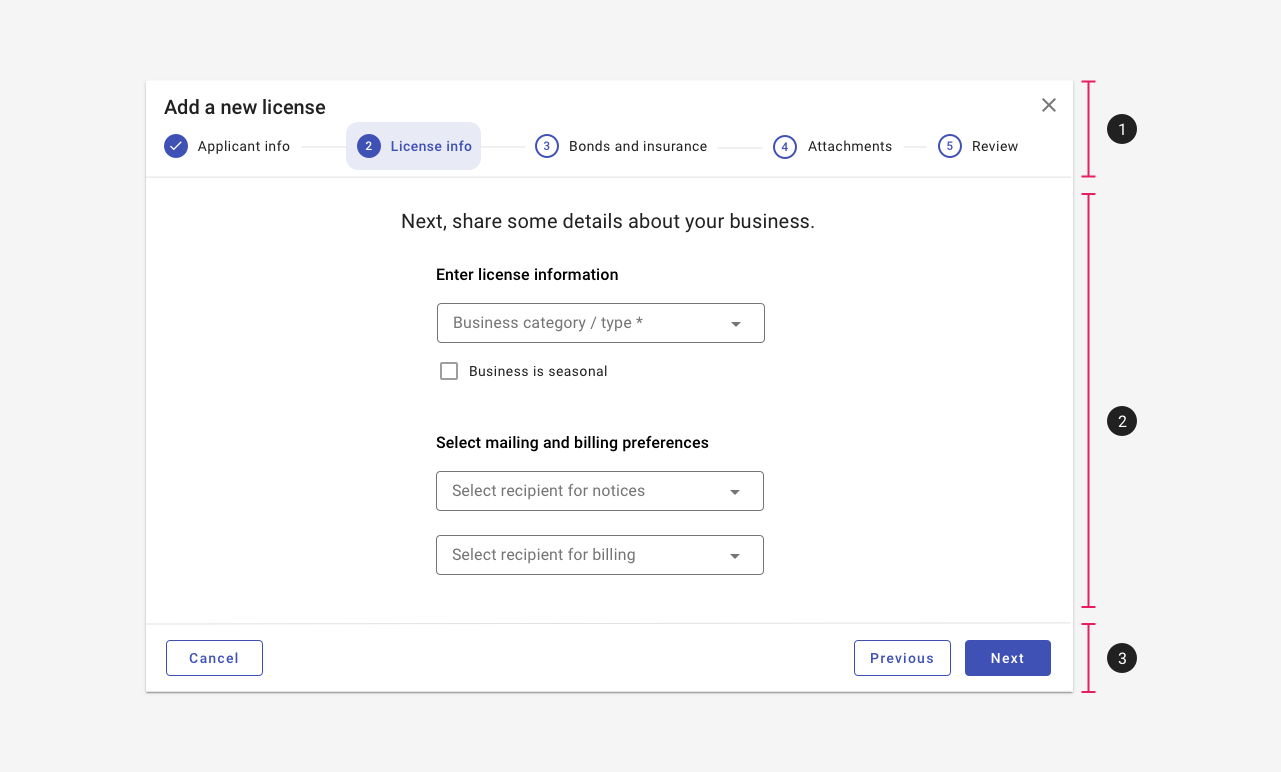 Add a new license
1
Applicant info 2 License info 3 Bonds and insurance 4 Attachments 5 Review
Next, share some details about your business.
Enter license information
Business category / type *
Business is seasonal
2
Select mailing and billing preferences
Select recipient for notices
Select recipient for billing
Cancel Previous Next
3